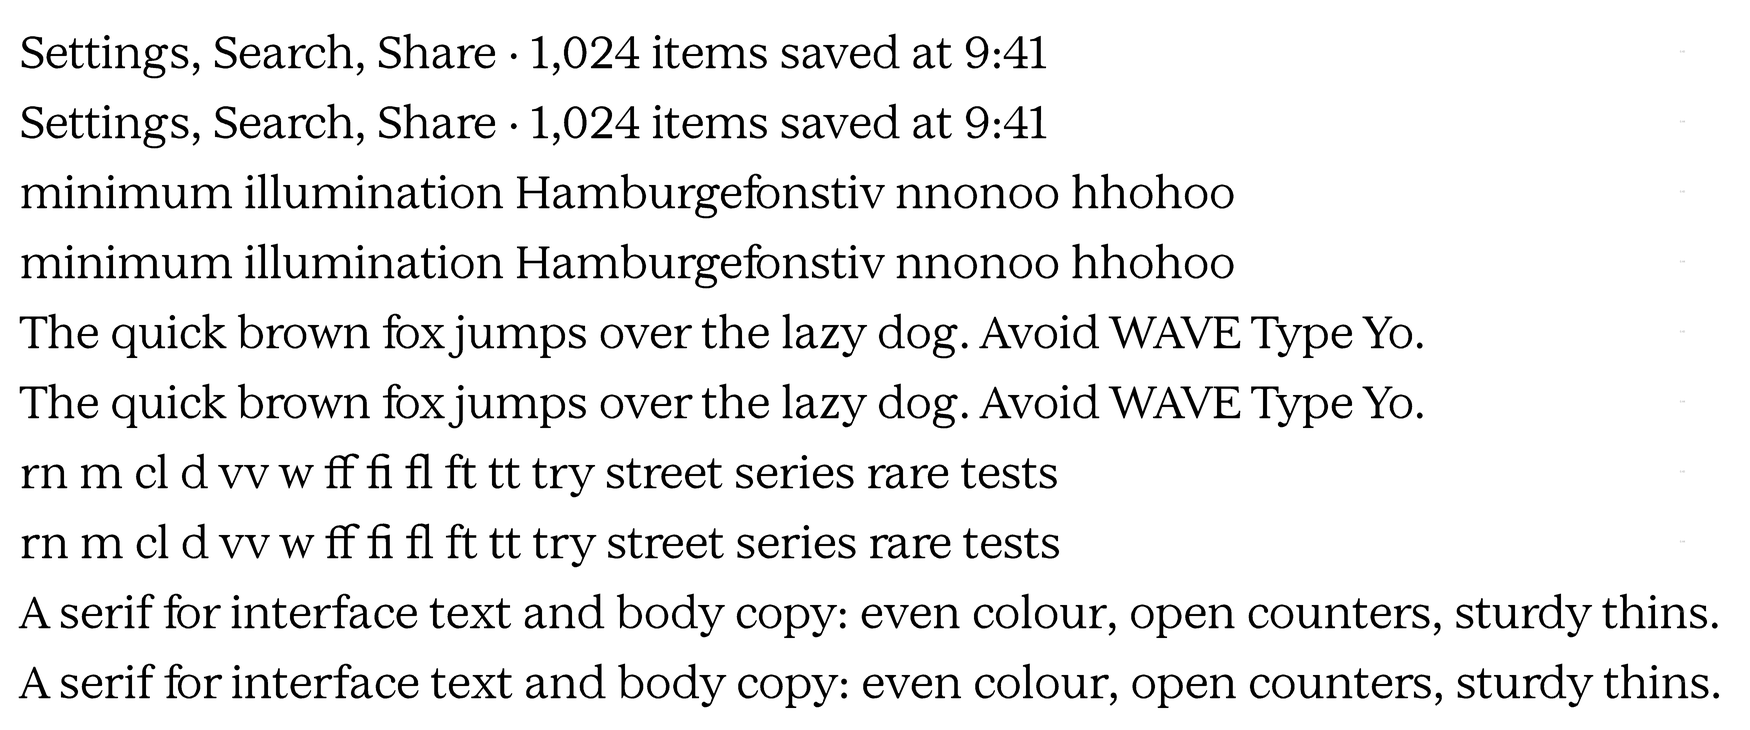 Settings, Search, Share · 1,024 items saved at 9:41
Settings, Search, Share · 1,024 items saved at 9:41
minimum illumination Hamburgefonstiv nnonoo hhohoo
minimum illumination Hamburgefonstiv nnonoo hhohoo
The quick brown fox jumps over the lazy dog. Avoid WAVE Type Yo.
The quick brown fox jumps over the lazy dog. Avoid WAVE Type Yo.
rn m cl d vv w ff fi fl ft tt try street series rare tests
rn m cl d vv w ff fi fl ft tt try street series rare tests
A serif for interface text and body copy: even colour, open counters, sturdy thins.
A serif for interface text and body copy: even colour, open counters, sturdy thins.